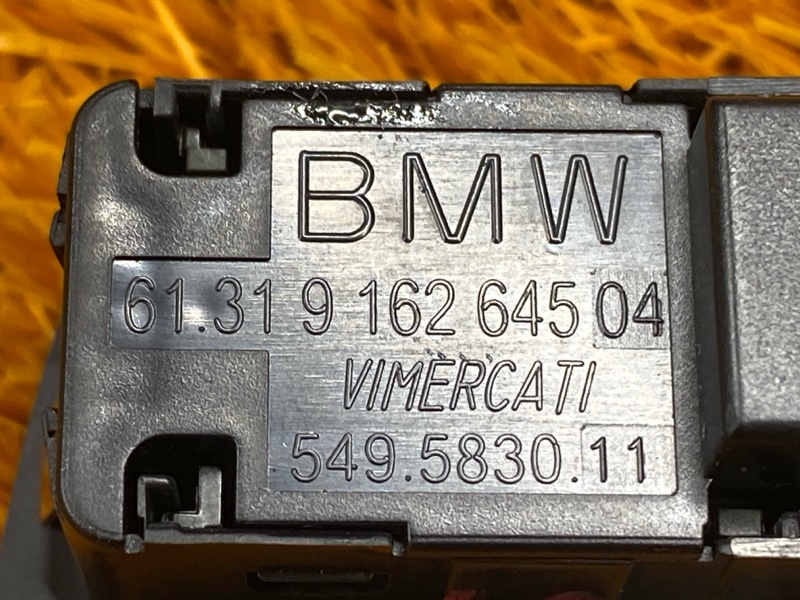 BMW
61.31 9 162 645 04
VIMERCATI
549.5830.11